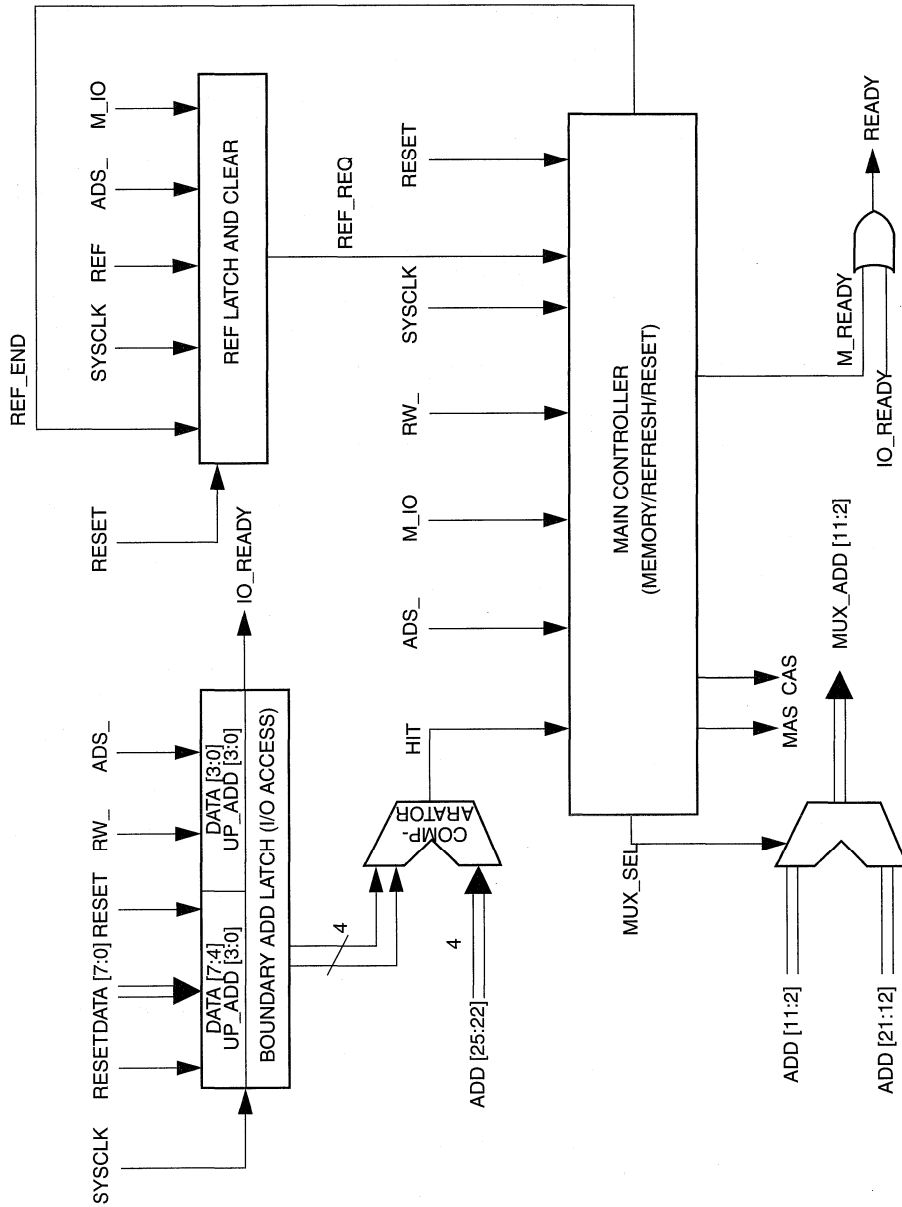 REF_END
SYSCLK
RESET
DATA [7:0]
RESET
RW_
ADS_
RESET
SYSCLK
REF
ADS_
M_IO
DATA [7:4]
UP_ADD [3:0]
DATA [3:0]
UP_ADD [3:0]
BOUNDARY ADD LATCH (I/O ACCESS)
IO_READY
REF LATCH AND CLEAR
4
REF_REQ
HIT
ADS_
M_IO
RW_
SYSCLK
RESET
COMP-
ARATOR
4
ADD [25:22]
MAIN CONTROLLER
(MEMORY/REFRESH/RESET)
MUX_SEL
MAS
CAS
ADD [11:2]
ADD [21:12]
MUX_ADD [11:2]
M_READY
IO_READY
READY